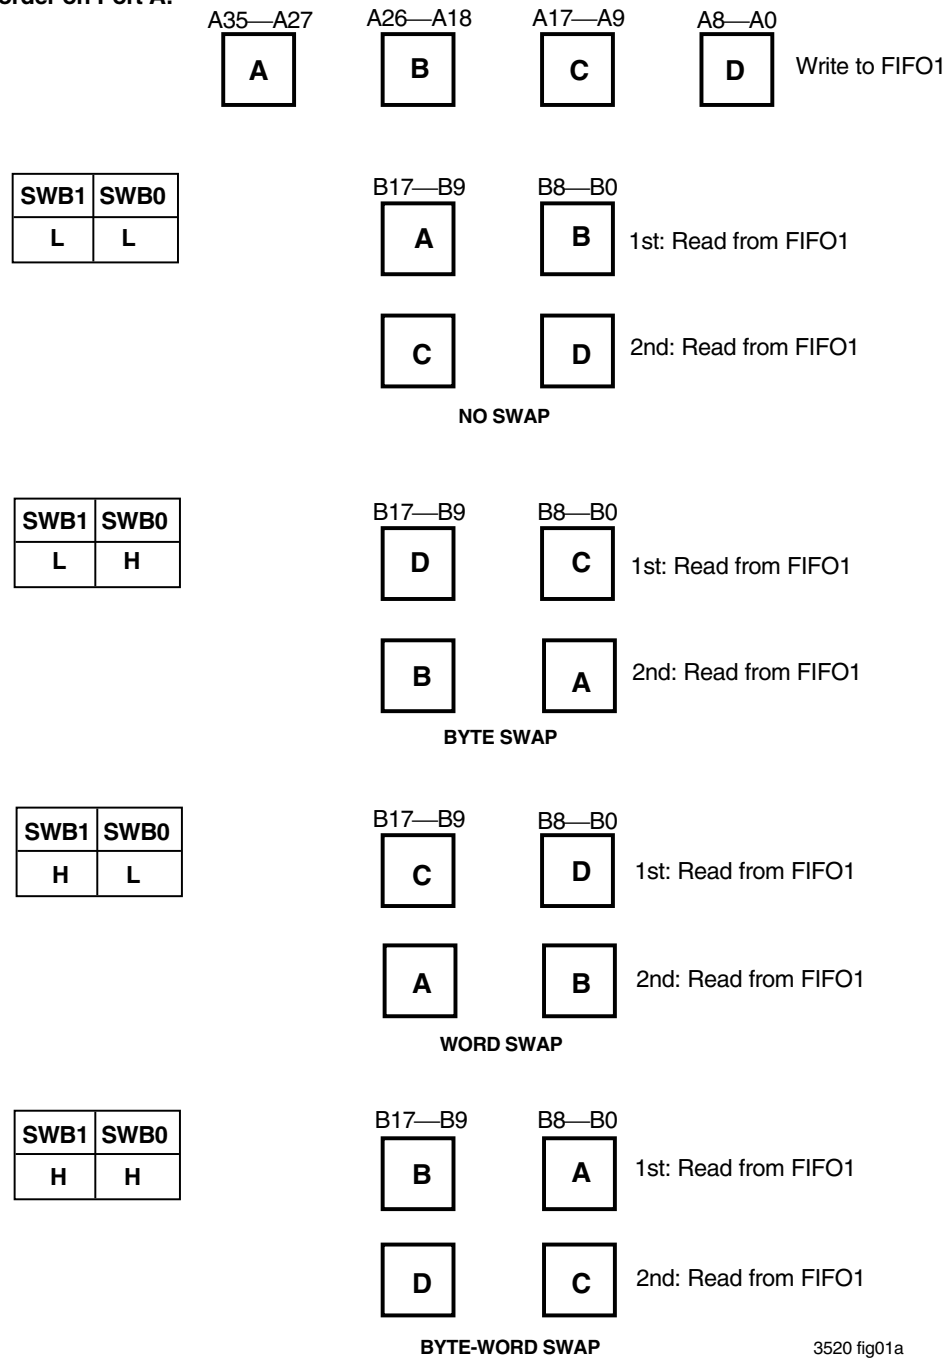 order on Port A:
A35—A27 A26—A18 A17—A9 A8—A0
A B C D Write to FIFO1
SWB1 SWB0 B17—B9 B8—B0
L L A B 1st: Read from FIFO1
C D 2nd: Read from FIFO1
NO SWAP
SWB1 SWB0 B17—B9 B8—B0
L H D C 1st: Read from FIFO1
B A 2nd: Read from FIFO1
BYTE SWAP
SWB1 SWB0 B17—B9 B8—B0
H L C D 1st: Read from FIFO1
A B 2nd: Read from FIFO1
WORD SWAP
SWB1 SWB0 B17—B9 B8—B0
H H B A 1st: Read from FIFO1
D C 2nd: Read from FIFO1
BYTE-WORD SWAP 3520 fig01a